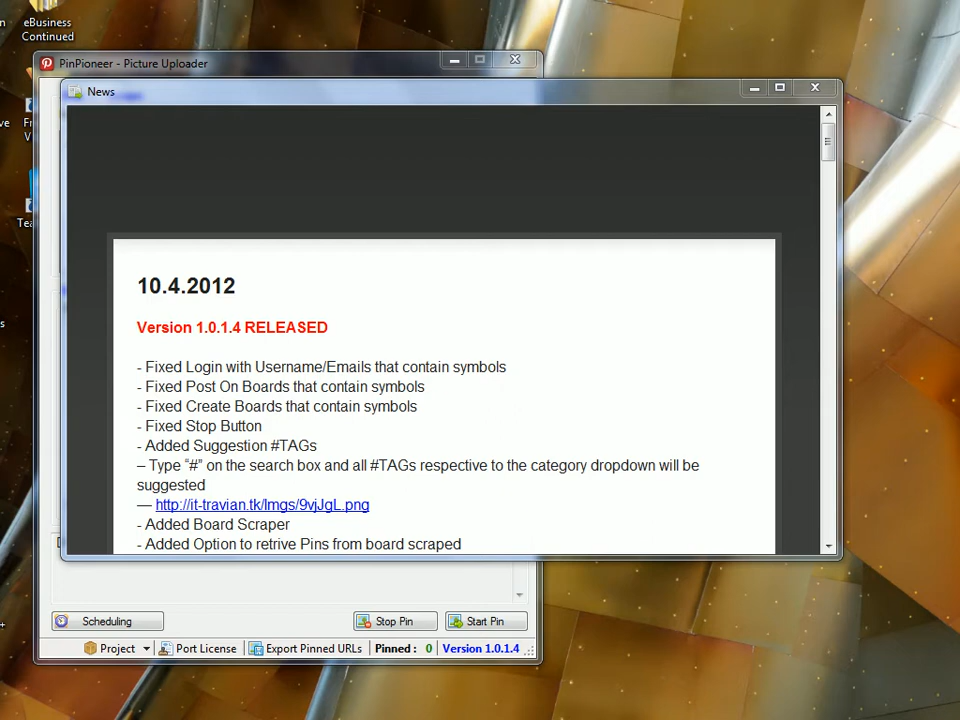 eBusiness
Continued
PinPioneer - Picture Uploader
News
10.4.2012
Version 1.0.1.4 RELEASED
- Fixed Login with Username/Emails that contain symbols
- Fixed Post On Boards that contain symbols
- Fixed Create Boards that contain symbols
- Fixed Stop Button
- Added Suggestion #TAGs
– Type “#” on the search box and all #TAGs respective to the category dropdown will be
suggested
— http://it-travian.tk/Imgs/9vjJgL.png
- Added Board Scraper
- Added Option to retrive Pins from board scraped
Scheduling
Stop Pin
Start Pin
Project
Port License
Export Pinned URLs
Pinned : 0
Version 1.0.1.4